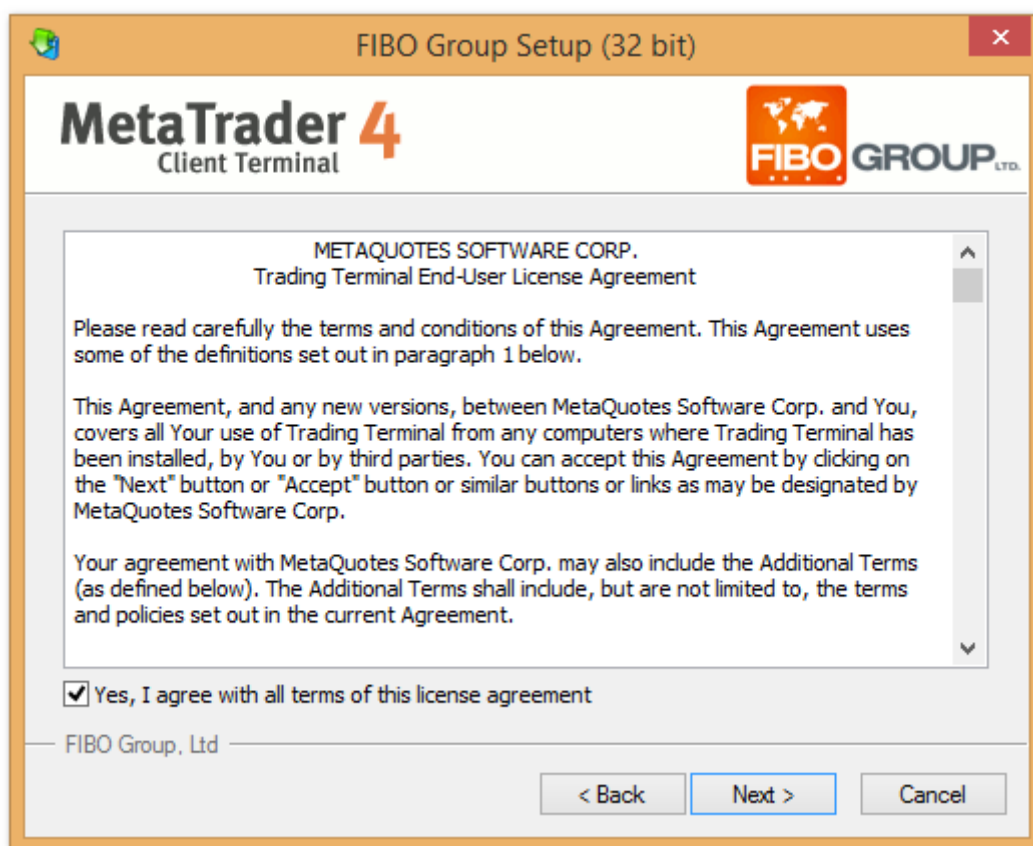 FIBO Group Setup (32 bit)
MetaTrader 4
Client Terminal
FIBO GROUP LTD.
METAQUOTES SOFTWARE CORP.
Trading Terminal End-User License Agreement
Please read carefully the terms and conditions of this Agreement. This Agreement uses
some of the definitions set out in paragraph 1 below.
This Agreement, and any new versions, between MetaQuotes Software Corp. and You,
covers all Your use of Trading Terminal from any computers where Trading Terminal has
been installed, by You or by third parties. You can accept this Agreement by clicking on
the "Next" button or "Accept" button or similar buttons or links as may be designated by
MetaQuotes Software Corp.
Your agreement with MetaQuotes Software Corp. may also include the Additional Terms
(as defined below). The Additional Terms shall include, but are not limited to, the terms
and policies set out in the current Agreement.
Yes, I agree with all terms of this license agreement
FIBO Group, Ltd
< Back Next > Cancel